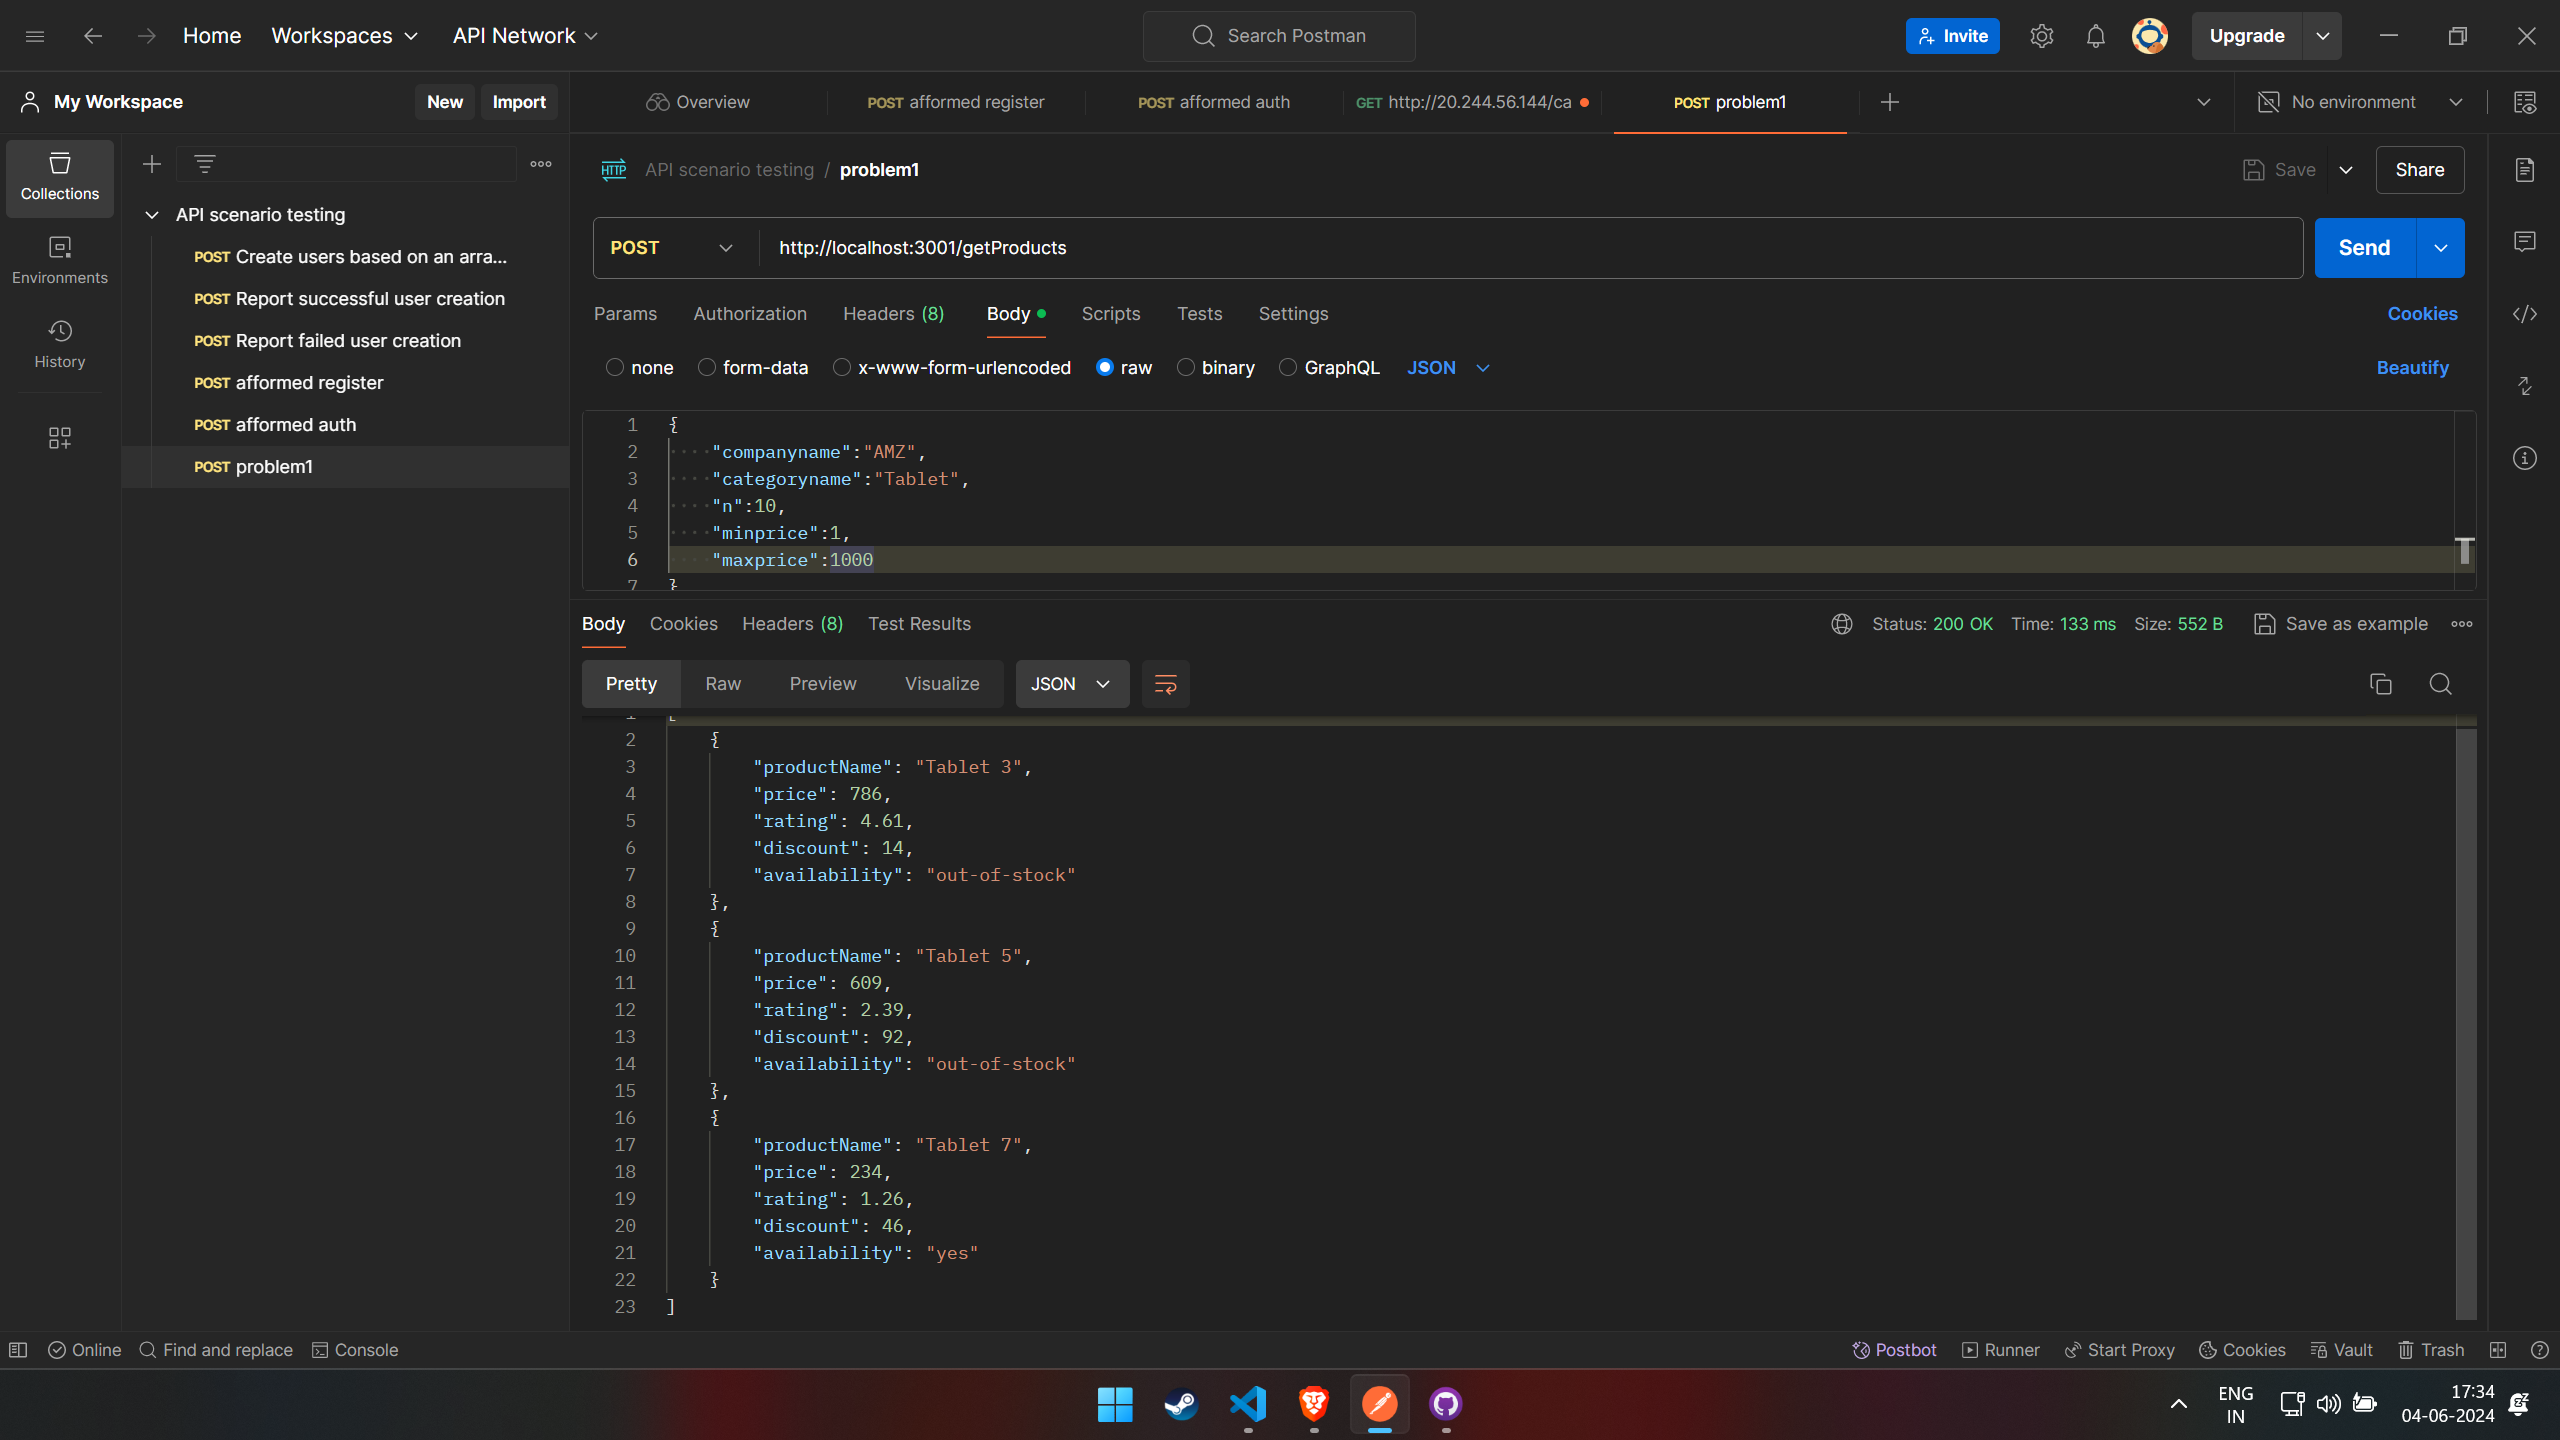 Home Workspaces API Network Search Postman Invite Upgrade
My Workspace New Import Overview POST afformed register POST afformed auth GET http://20.244.56.144/ca POST problem1 No environment
Collections
Environments
History
API scenario testing
POST Create users based on an arra...
POST Report successful user creation
POST Report failed user creation
POST afformed register
POST afformed auth
POST problem1
HTTP API scenario testing / problem1 Save Share
POST http://localhost:3001/getProducts Send
Params Authorization Headers (8) Body Scripts Tests Settings Cookies
none form-data x-www-form-urlencoded raw binary GraphQL JSON Beautify
1 {
2 "companyname":"AMZ",
3 "categoryname":"Tablet",
4 "n":10,
5 "minprice":1,
6 "maxprice":1000
7 }
Body Cookies Headers (8) Test Results Status: 200 OK Time: 133 ms Size: 552 B Save as example
Pretty Raw Preview Visualize JSON
1 [
2 {
3 "productName": "Tablet 3",
4 "price": 786,
5 "rating": 4.61,
6 "discount": 14,
7 "availability": "out-of-stock"
8 },
9 {
10 "productName": "Tablet 5",
11 "price": 609,
12 "rating": 2.39,
13 "discount": 92,
14 "availability": "out-of-stock"
15 },
16 {
17 "productName": "Tablet 7",
18 "price": 234,
19 "rating": 1.26,
20 "discount": 46,
21 "availability": "yes"
22 }
23 ]
Online Find and replace Console Postbot Runner Start Proxy Cookies Vault Trash
ENG 17:34
IN 04-06-2024